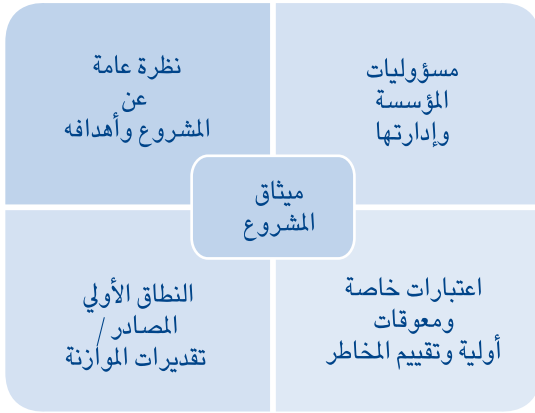 مسؤوليات
المؤسسة
وإدارتها
نظرة عامة
عن
المشروع وأهدافه
ميثاق
المشروع
اعتبارات خاصة
ومعوقات
أولية وتقييم المخاطر
النطاق الأولي
المصادر /
تقديرات الموازنة